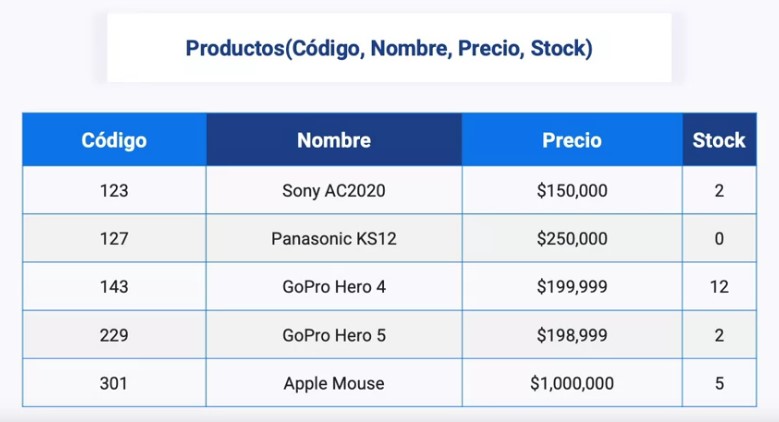 Productos(Código, Nombre, Precio, Stock)
Código Nombre Precio Stock
123 Sony AC2020 $150,000 2
127 Panasonic KS12 $250,000 0
143 GoPro Hero 4 $199,999 12
229 GoPro Hero 5 $198,999 2
301 Apple Mouse $1,000,000 5